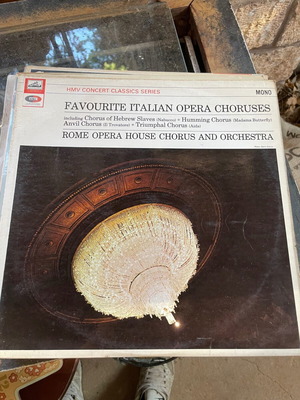 HMV CONCERT CLASSICS SERIES
MONO
FAVOURITE ITALIAN OPERA CHORUSES
including Chorus of Hebrew Slaves (Nabucco) • Humming Chorus (Madama Butterfly)
Anvil Chorus (Il Trovatore) • Triumphal Chorus (Aida)
ROME OPERA HOUSE CHORUS AND ORCHESTRA